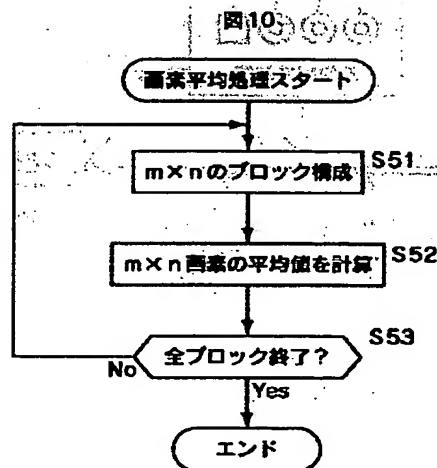 図10
画素平均処理スタート
m×nのブロック構成
S51
m×n画素の平均値を計算
S52
全ブロック終了?
S53
No
Yes
エンド